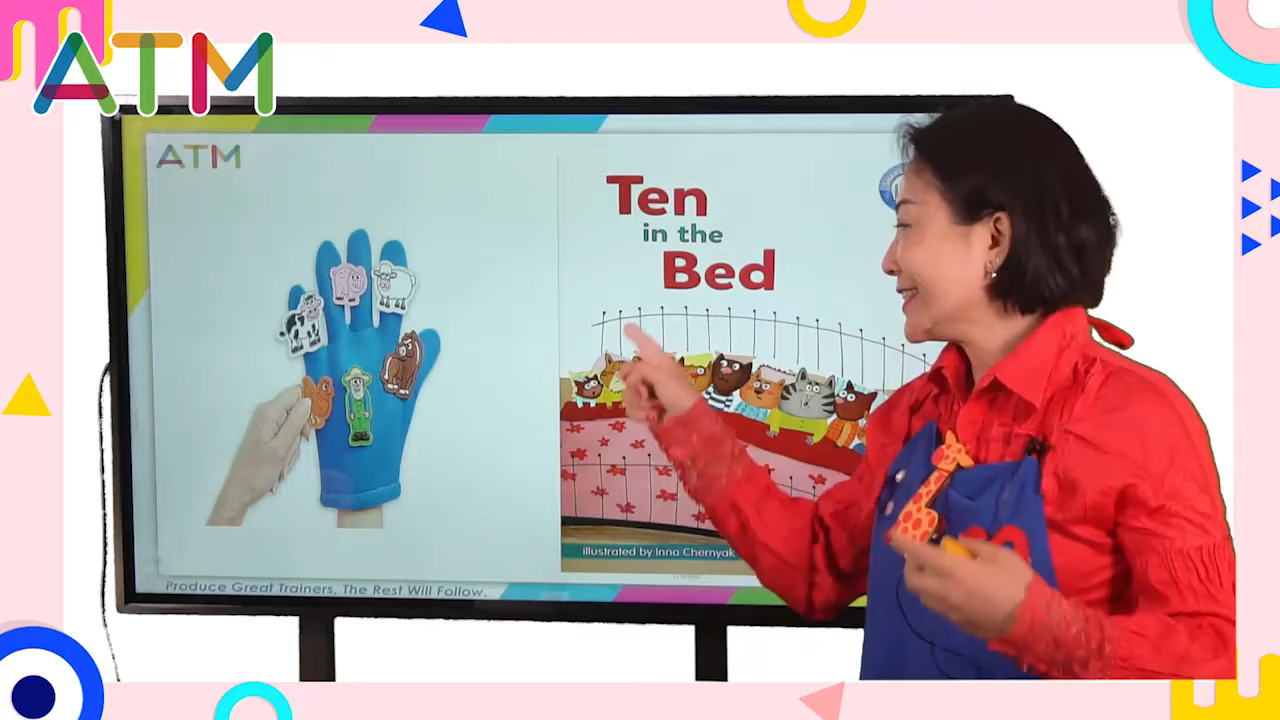 ATM
ATM
Ten
in the
Bed
illustrated by Inna Chernyak
Produce Great Trainers, The Rest Will Follow.